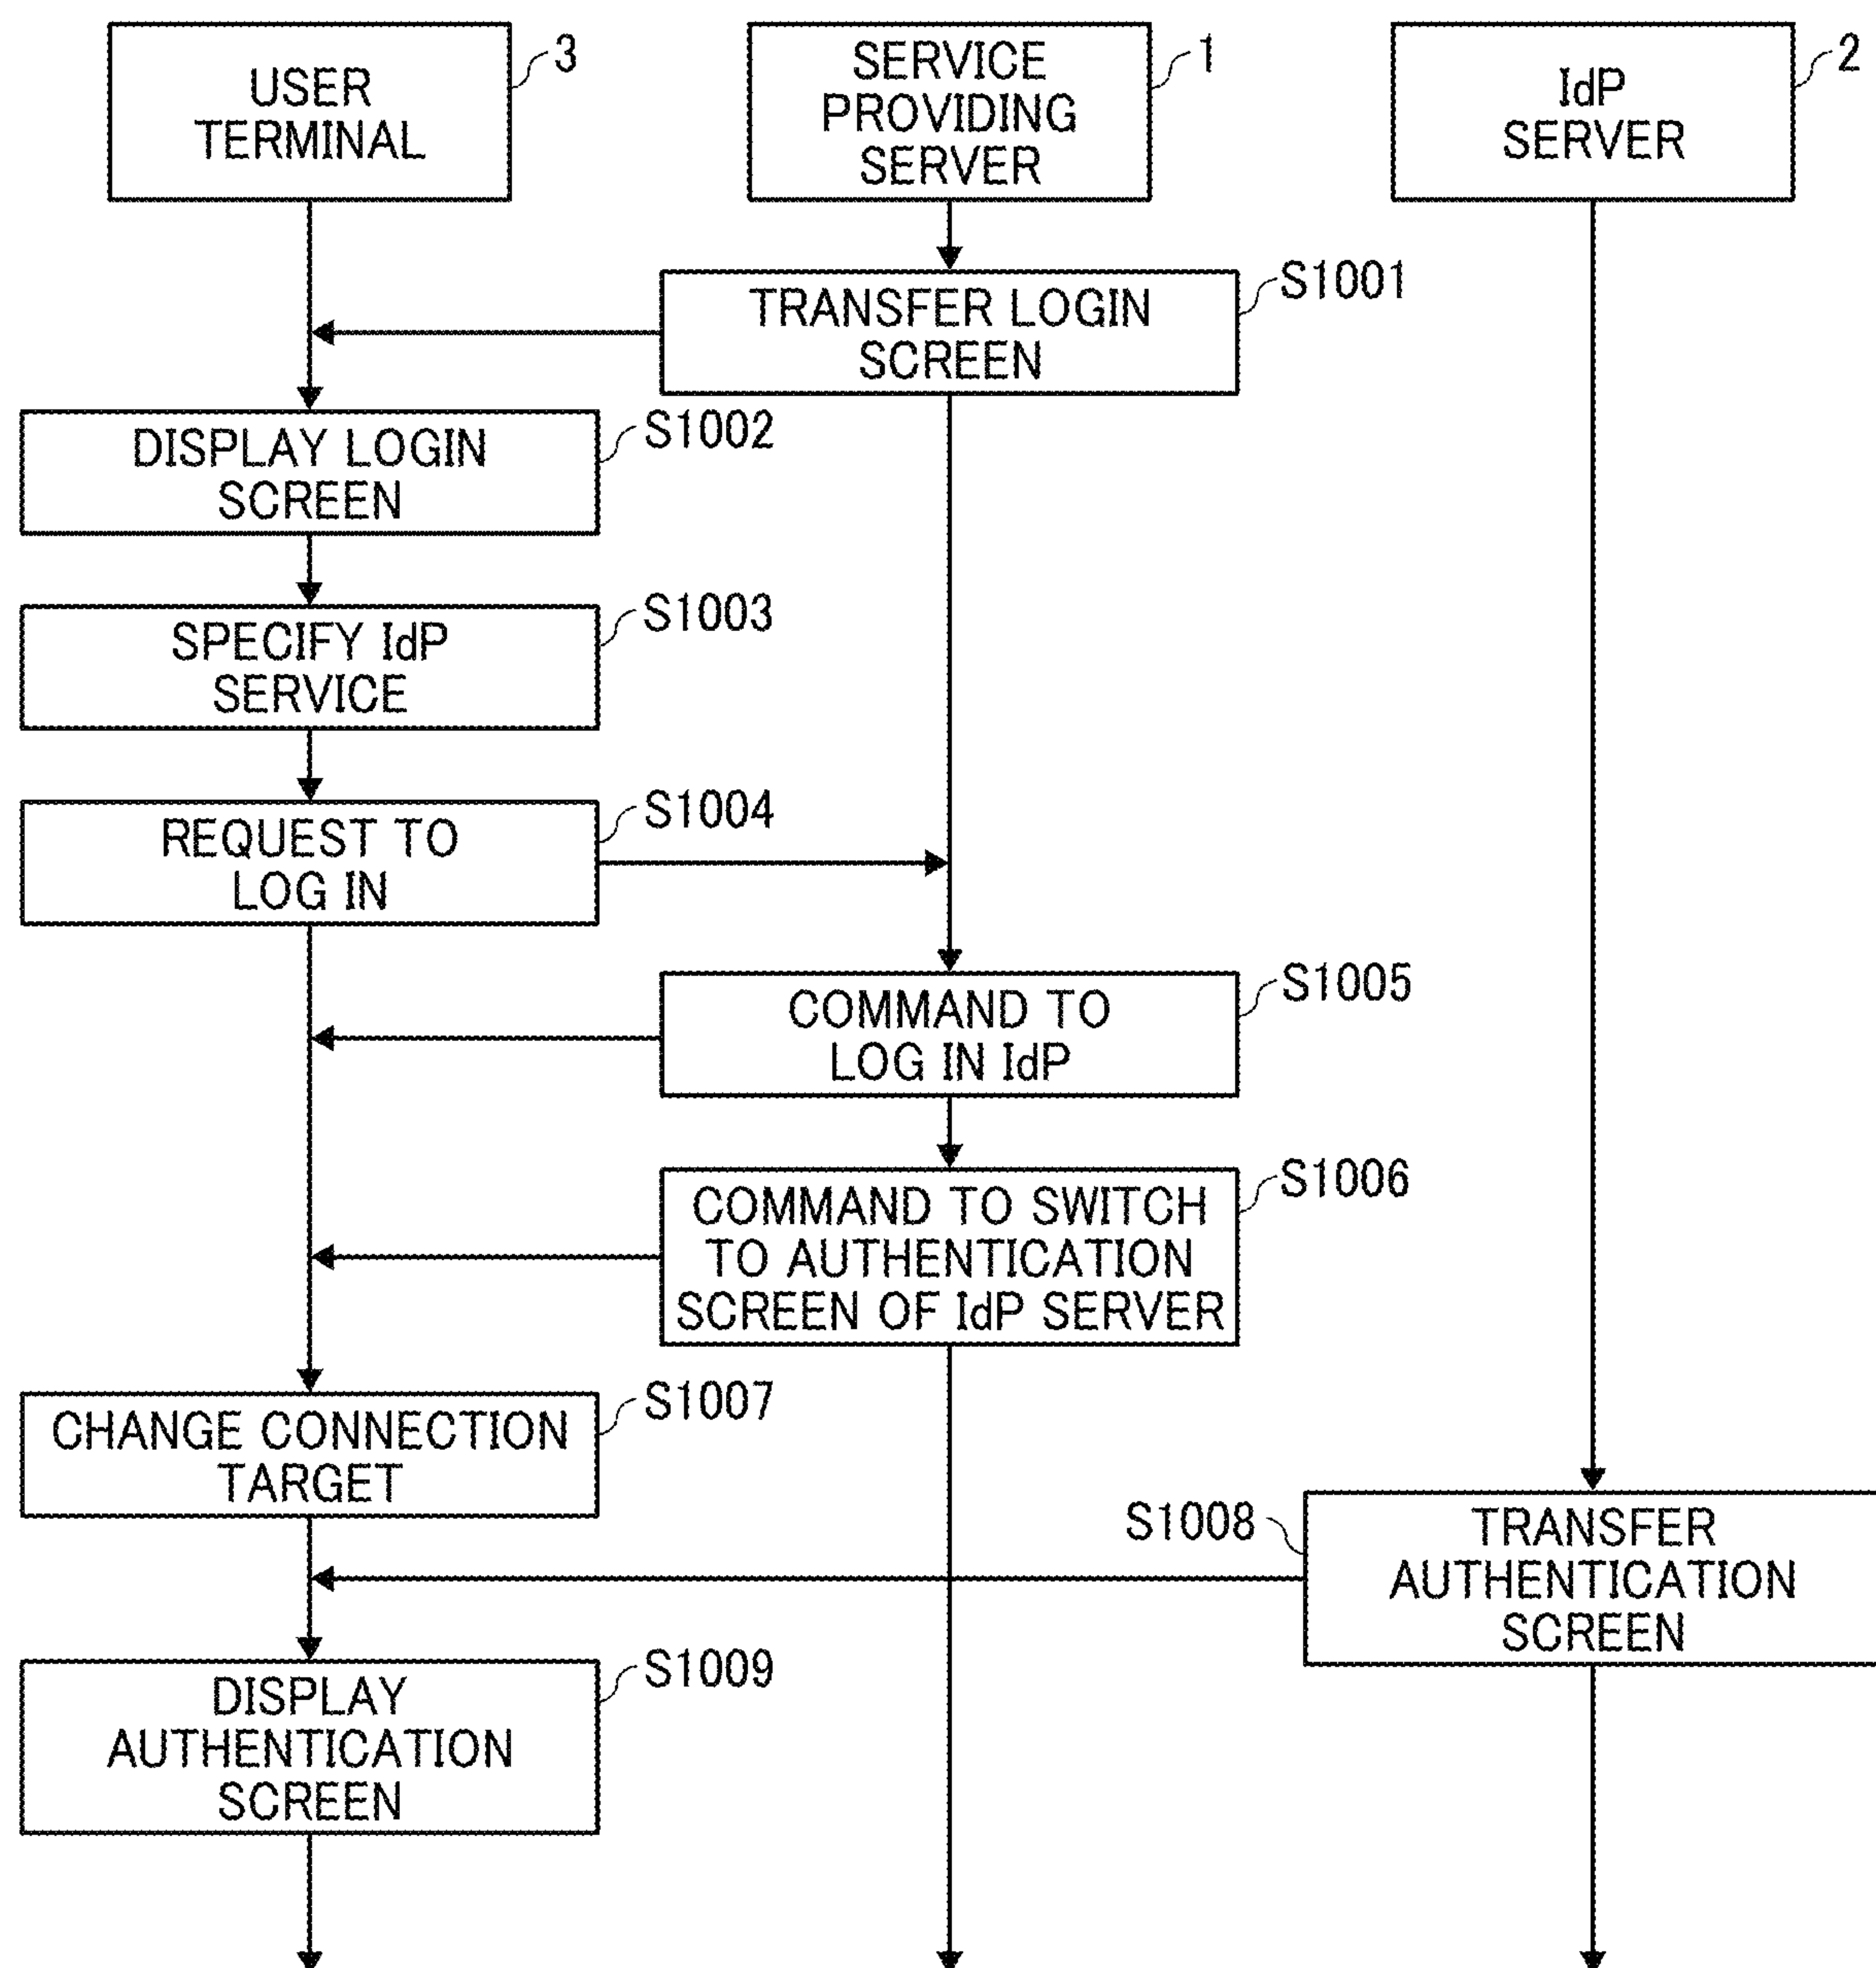 USER
TERMINAL
3
SERVICE
PROVIDING
SERVER
1
IdP
SERVER
2
TRANSFER LOGIN
SCREEN
S1001
DISPLAY LOGIN
SCREEN
S1002
SPECIFY IdP
SERVICE
S1003
REQUEST TO
LOG IN
S1004
COMMAND TO
LOG IN IdP
S1005
COMMAND TO SWITCH
TO AUTHENTICATION
SCREEN OF IdP SERVER
S1006
CHANGE CONNECTION
TARGET
S1007
S1008
TRANSFER
AUTHENTICATION
SCREEN
DISPLAY
AUTHENTICATION
SCREEN
S1009